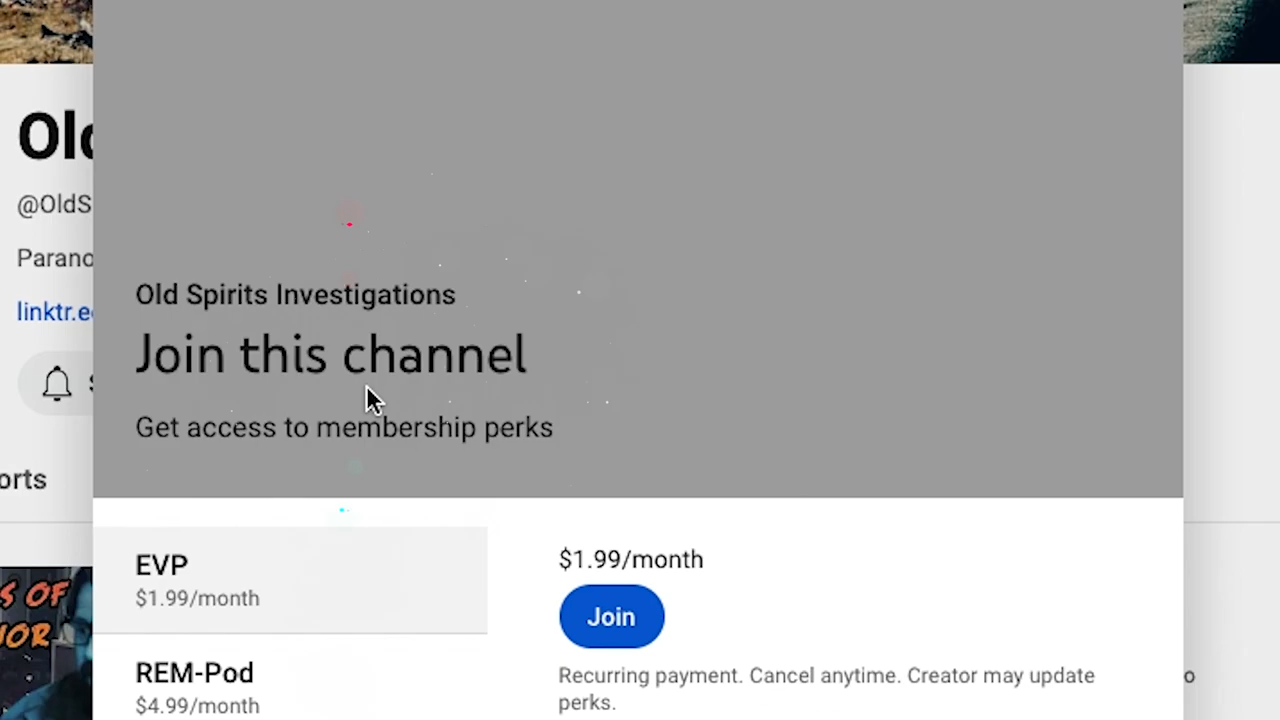 Old
@OldS
Parano
linktr.e
orts
S OF
Old Spirits Investigations
Join this channel
Get access to membership perks
EVP
$1.99/month
REM-Pod
$4.99/month
$1.99/month
Join
Recurring payment. Cancel anytime. Creator may update
perks.